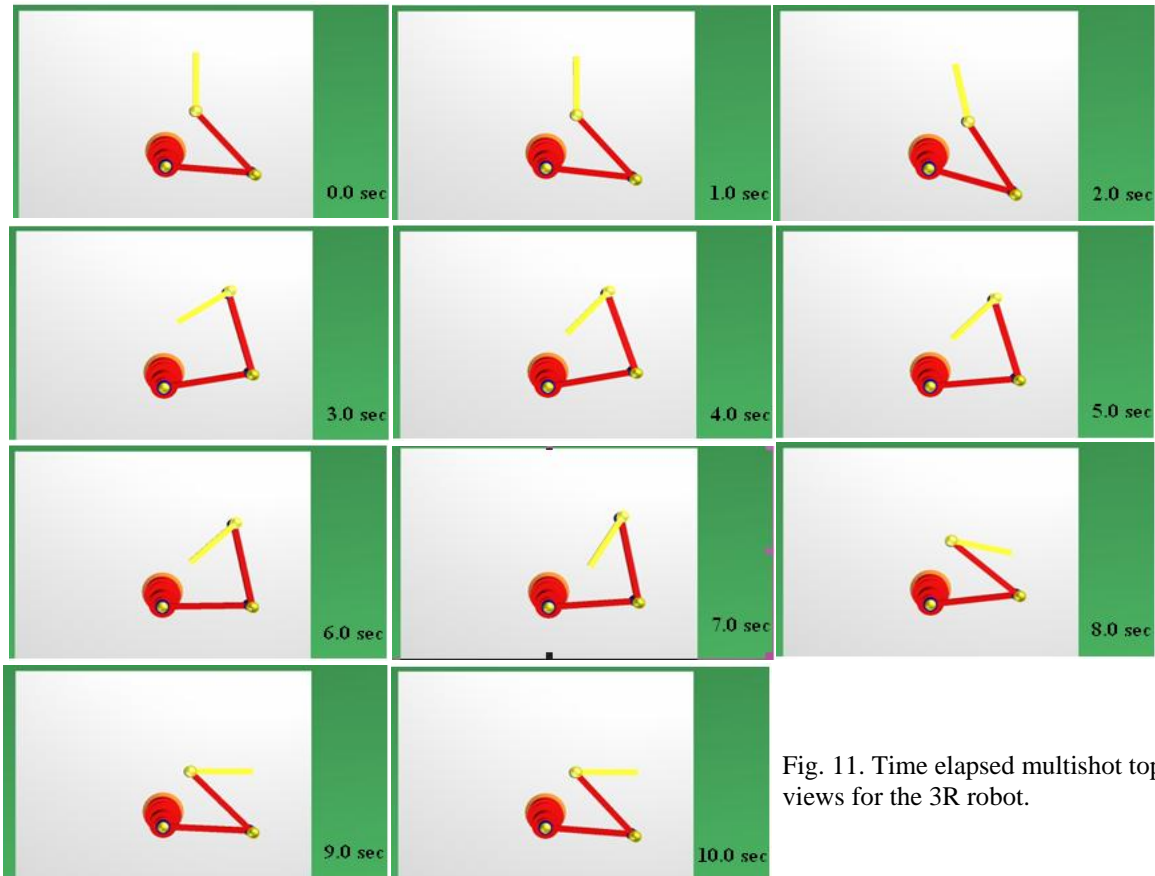 0.0 sec
1.0 sec
2.0 sec
3.0 sec
4.0 sec
5.0 sec
6.0 sec
7.0 sec
8.0 sec
9.0 sec
10.0 sec
Fig. 11. Time elapsed multishot top
views for the 3R robot.